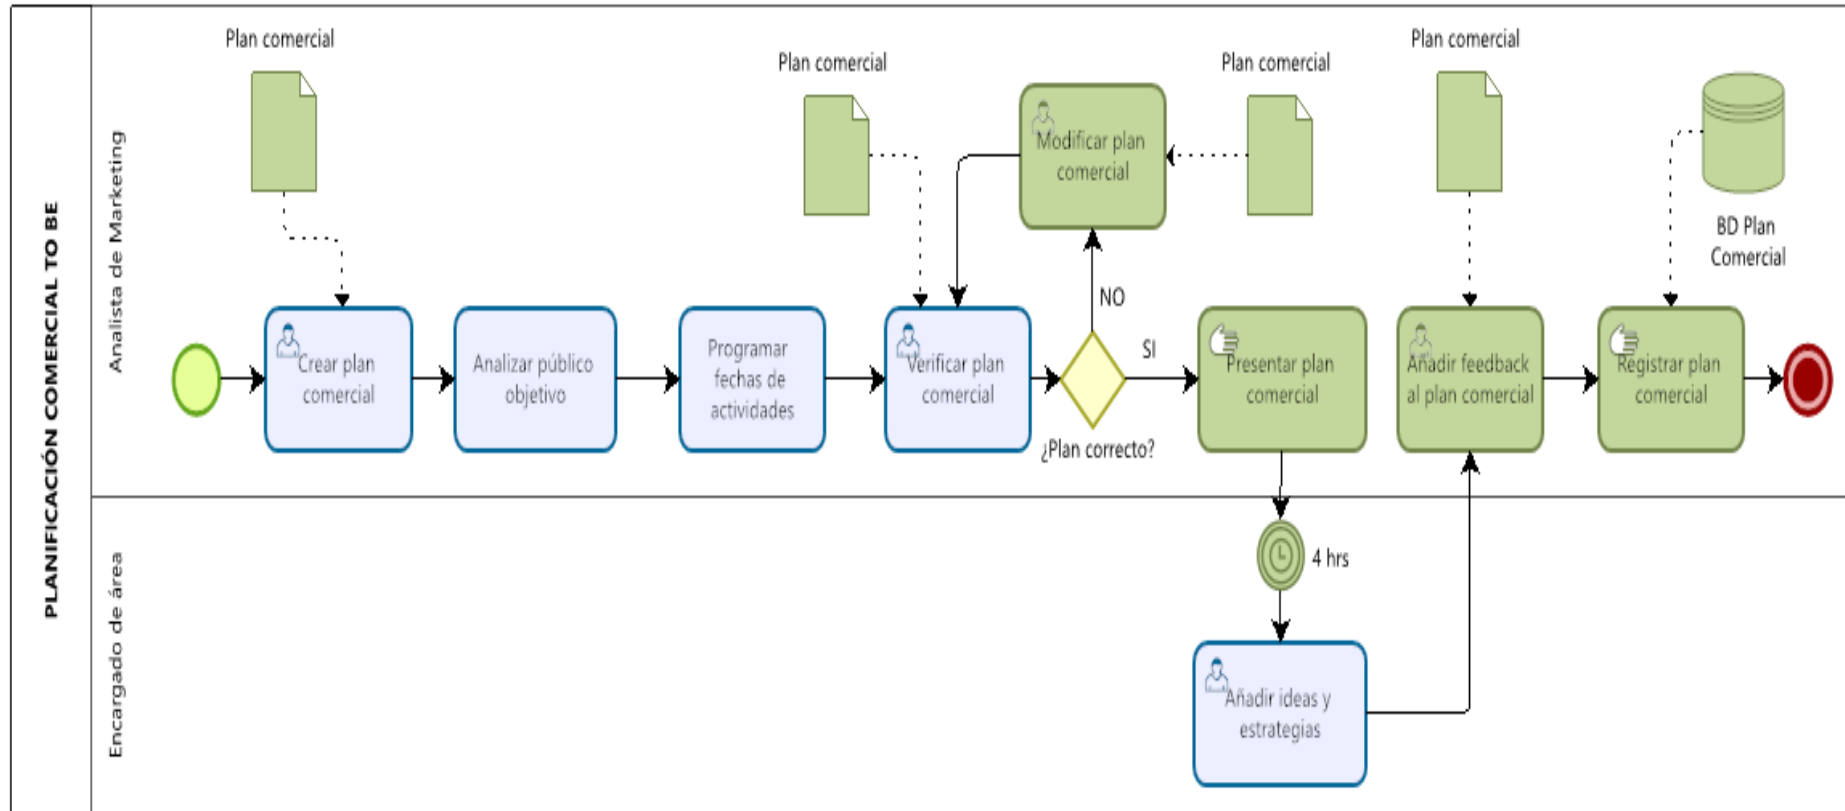 PLANIFICACIÓN COMERCIAL TO BE
Analista de Marketing
Plan comercial
Plan comercial
Plan comercial
Plan comercial
BD Plan
Comercial
Modificar plan
comercial
NO
SI
Crear plan
comercial
Analizar público
objetivo
Programar
fechas de
actividades
Verificar plan
comercial
¿Plan correcto?
Presentar plan
comercial
Añadir feedback
al plan comercial
Registrar plan
comercial
Encargado de área
4 hrs
Añadir ideas y
estrategias